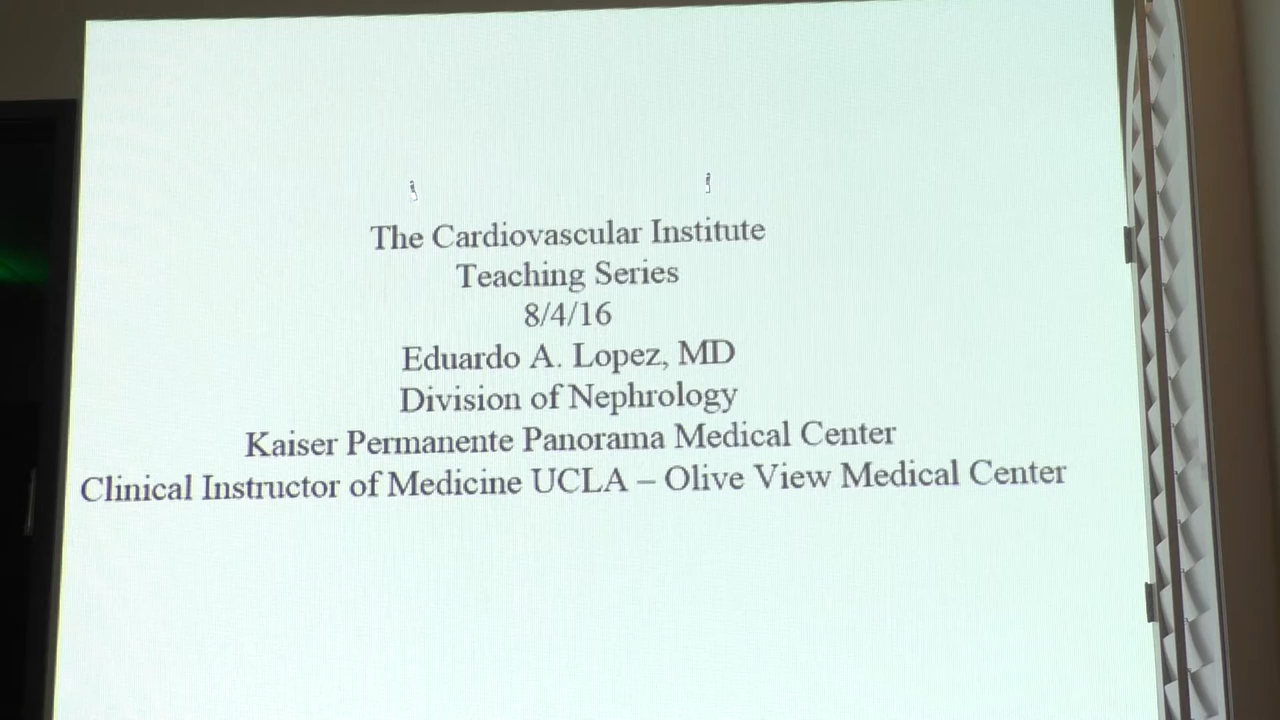 The Cardiovascular Institute
Teaching Series
8/4/16
Eduardo A. Lopez, MD
Division of Nephrology
Kaiser Permanente Panorama Medical Center
Clinical Instructor of Medicine UCLA – Olive View Medical Center